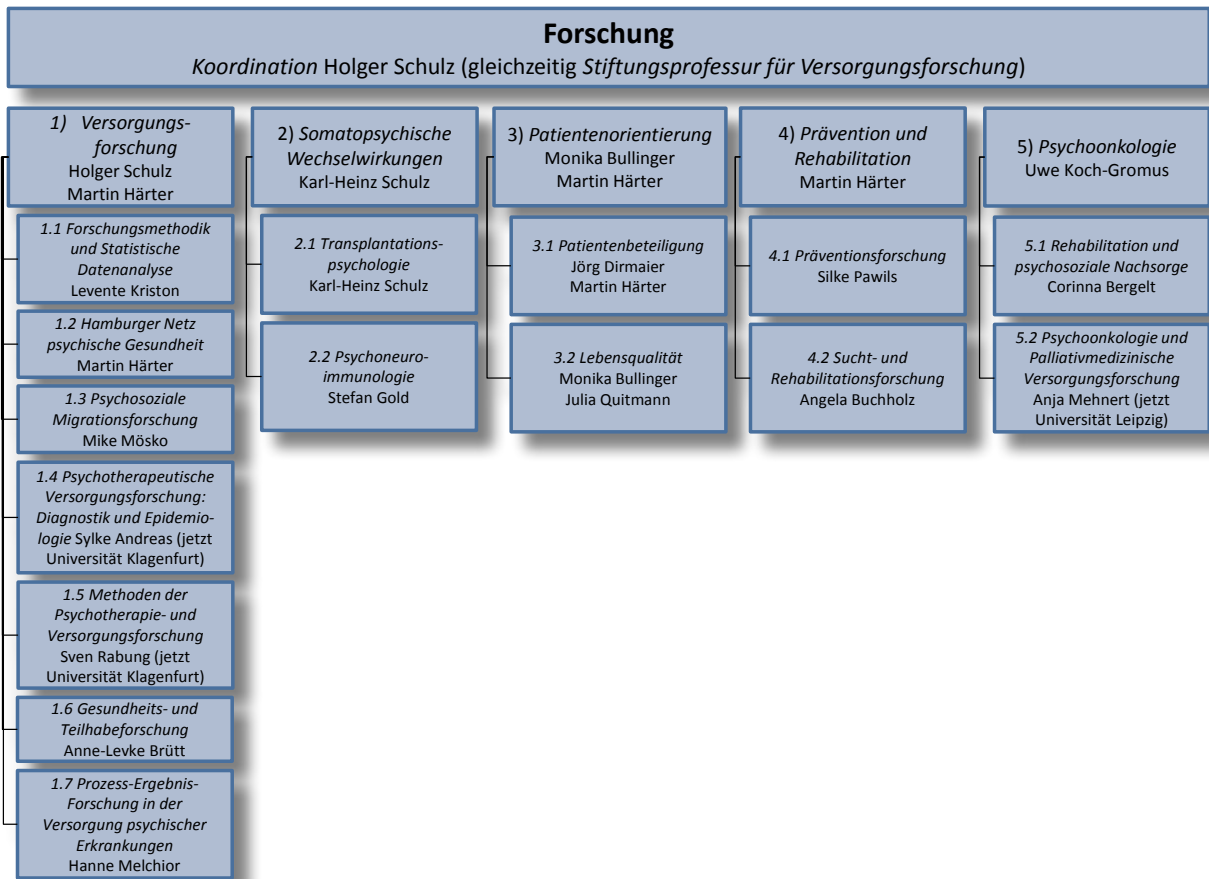 Forschung
Koordination Holger Schulz (gleichzeitig Stiftungsprofessur für Versorgungsforschung)
1) Versorgungs-
forschung
Holger Schulz
Martin Härter
1.1 Forschungsmethodik
und Statistische
Datenanalyse
Levente Kriston
1.2 Hamburger Netz
psychische Gesundheit
Martin Härter
1.3 Psychosoziale
Migrationsforschung
Mike Mösko
1.4 Psychotherapeutische
Versorgungsforschung:
Diagnostik und Epidemio-
logie Sylke Andreas (jetzt
Universität Klagenfurt)
1.5 Methoden der
Psychotherapie- und
Versorgungsforschung
Sven Rabung (jetzt
Universität Klagenfurt)
1.6 Gesundheits- und
Teilhabeforschung
Anne-Levke Brütt
1.7 Prozess-Ergebnis-
Forschung in der
Versorgung psychischer
Erkrankungen
Hanne Melchior
2) Somatopsychische
Wechselwirkungen
Karl-Heinz Schulz
2.1 Transplantations-
psychologie
Karl-Heinz Schulz
2.2 Psychoneuro-
immunologie
Stefan Gold
3) Patientenorientierung
Monika Bullinger
Martin Härter
3.1 Patientenbeteiligung
Jörg Dirmaier
Martin Härter
3.2 Lebensqualität
Monika Bullinger
Julia Quitmann
4) Prävention und
Rehabilitation
Martin Härter
4.1 Präventionsforschung
Silke Pawils
4.2 Sucht- und
Rehabilitationsforschung
Angela Buchholz
5) Psychoonkologie
Uwe Koch-Gromus
5.1 Rehabilitation und
psychosoziale Nachsorge
Corinna Bergelt
5.2 Psychoonkologie und
Palliativmedizinische
Versorgungsforschung
Anja Mehnert (jetzt
Universität Leipzig)